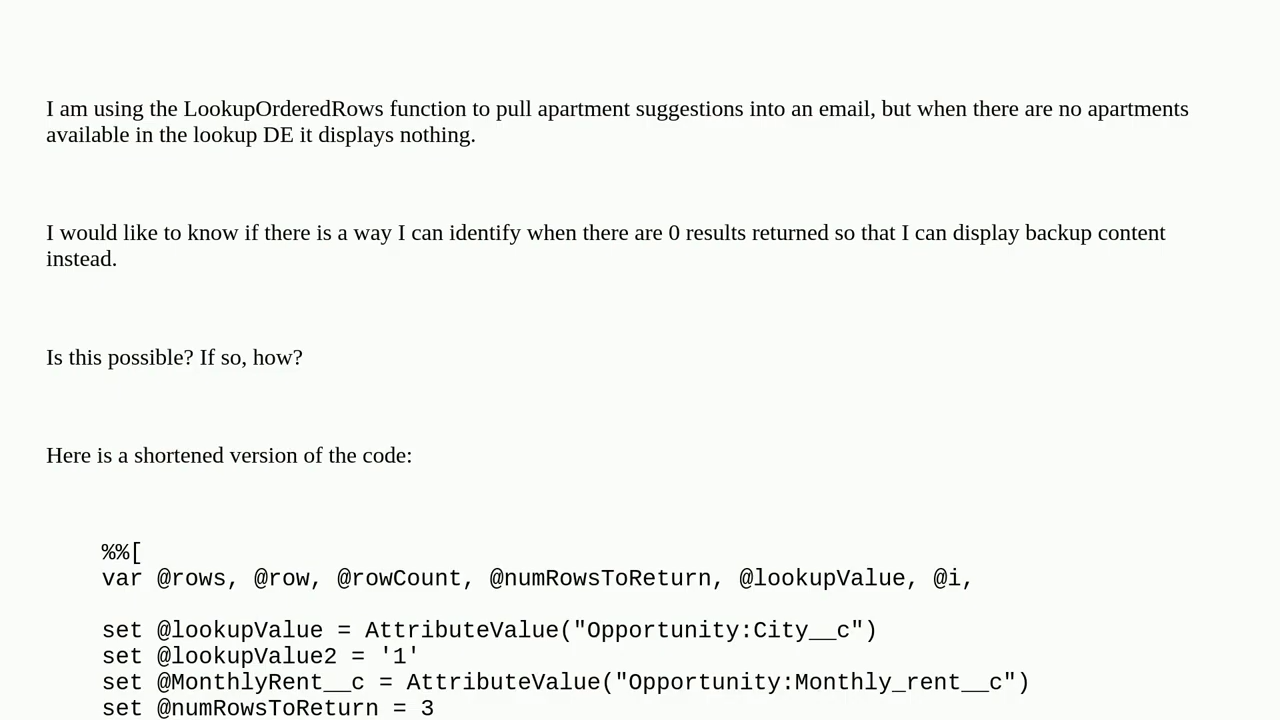 I am using the LookupOrderedRows function to pull apartment suggestions into an email, but when there are no apartments
available in the lookup DE it displays nothing.
I would like to know if there is a way I can identify when there are 0 results returned so that I can display backup content
instead.
Is this possible? If so, how?
Here is a shortened version of the code:
%%[
var @rows, @row, @rowCount, @numRowsToReturn, @lookupValue, @i,
set @lookupValue = AttributeValue("Opportunity:City__c")
set @lookupValue2 = '1'
set @MonthlyRent__c = AttributeValue("Opportunity:Monthly_rent__c")
set @numRowsToReturn = 3